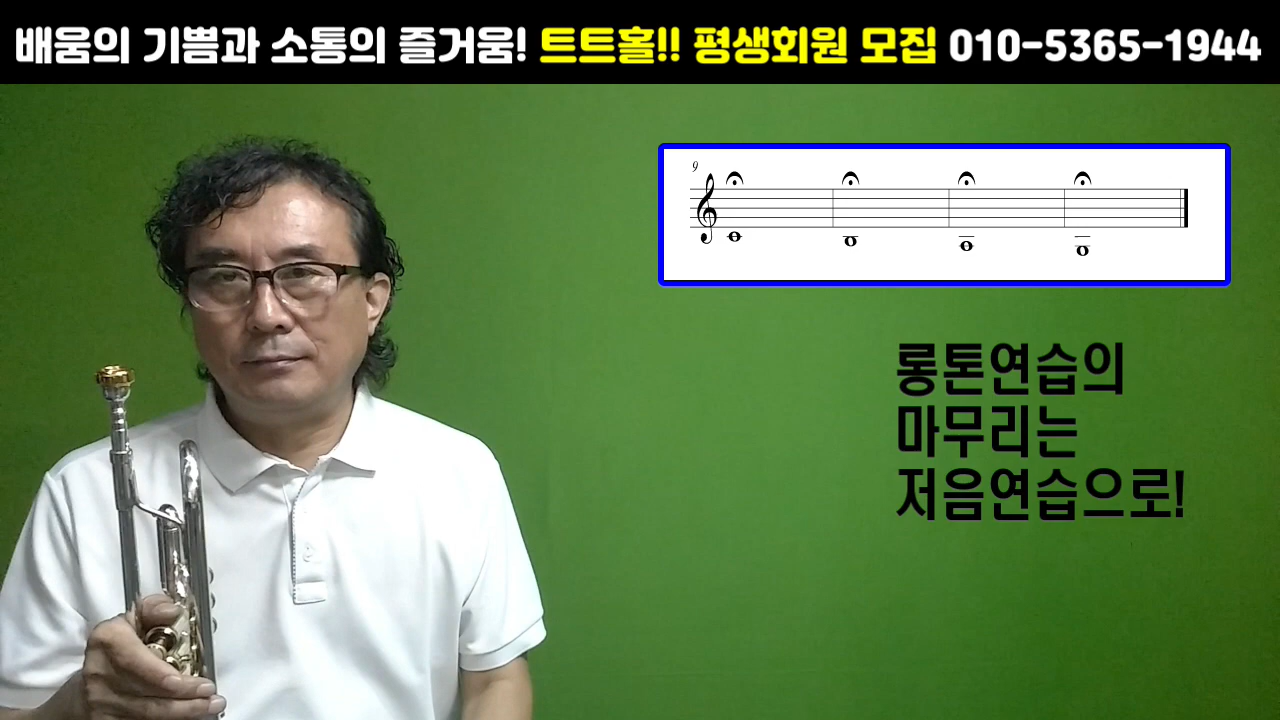 배움의 기쁨과 소통의 즐거움! 트트홀!! 평생회원 모집 010-5365-1944
9
롱톤연습의
마무리는
저음연습으로!